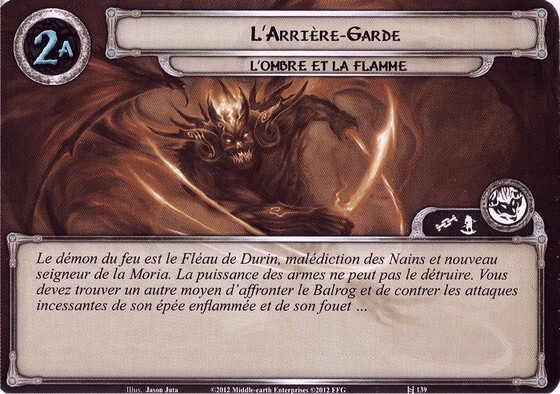 2A
L'ARRIÈRE-GARDE
L'OMBRE ET LA FLAMME
Le démon du feu est le Fléau de Durin, malédiction des Nains et nouveau
seigneur de la Moria. La puissance des armes ne peut pas le détruire. Vous
devez trouver un autre moyen d'affronter le Balrog et de contrer les attaques
incessantes de son épée enflammée et de son fouet ...
Illus. Jason Juta ©2012 Middle-earth Enterprises ©2012 FFG 139